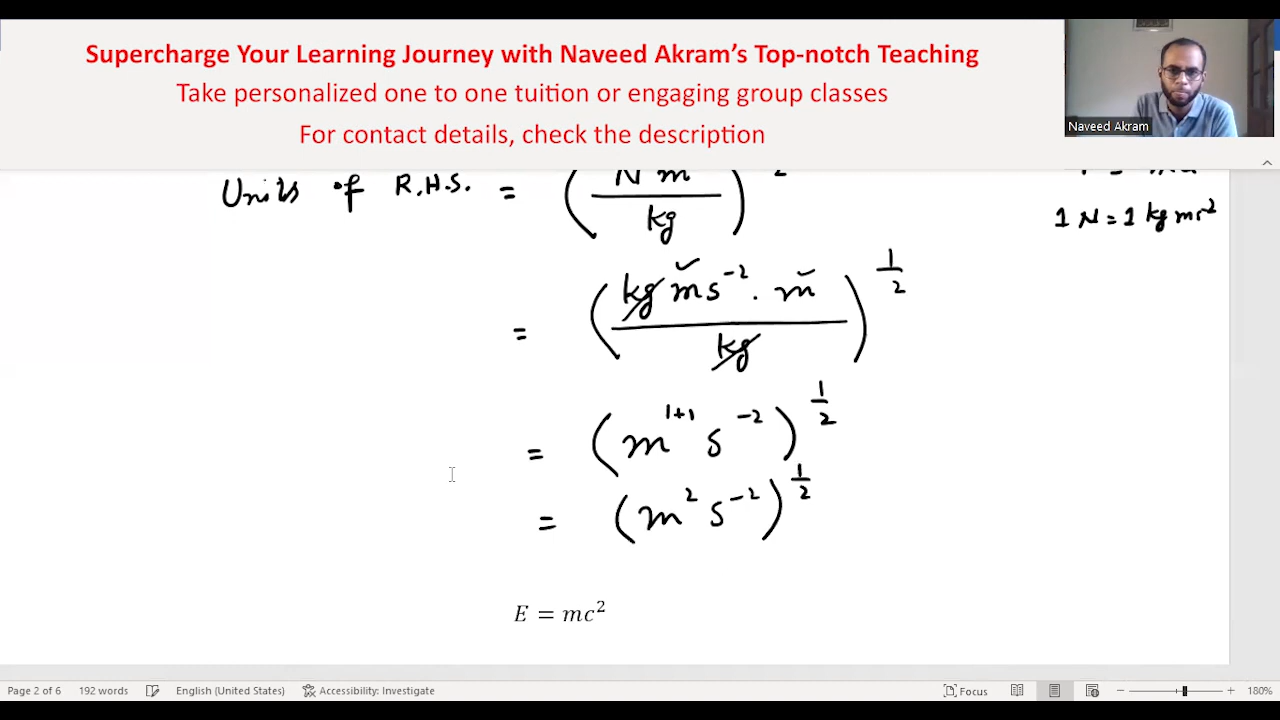 Supercharge Your Learning Journey with Naveed Akram’s Top-notch Teaching
Take personalized one to one tuition or engaging group classes
For contact details, check the description
Naveed Akram
Units of R.H.S. = (N m / kg)
1 N = 1 kg ms⁻²
= (kg m s⁻² . m / kg)^(1/2)
= (m^(1+1) s⁻²)^(1/2)
= (m² s⁻²)^(1/2)
E = mc²
Page 2 of 6 192 words English (United States) Accessibility: Investigate Focus − + 180%